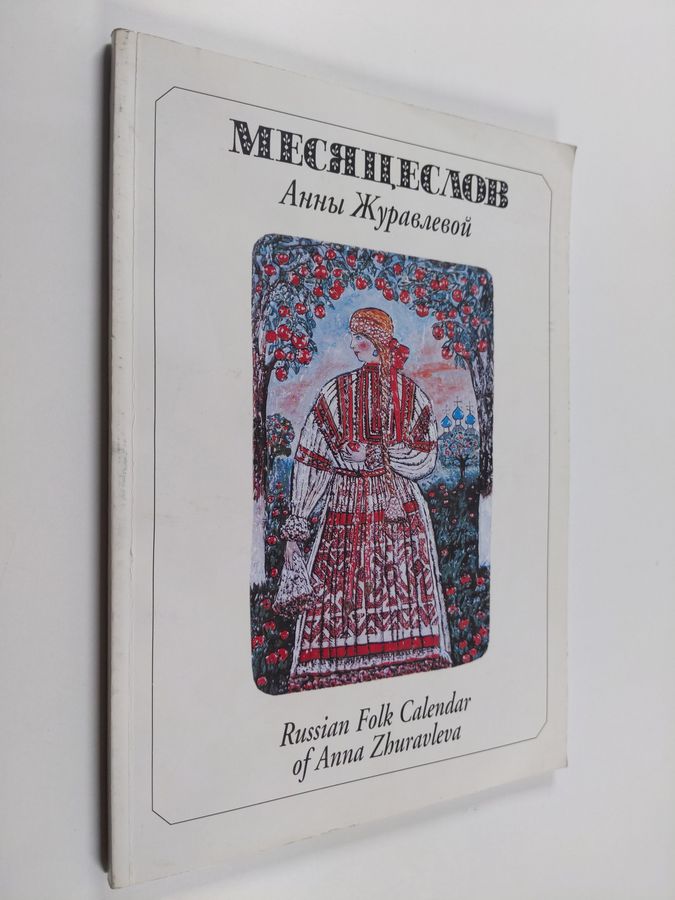 МЕСЯЦЕСЛОВ
Анны Журавлевой
Russian Folk Calendar
of Anna Zhuravleva